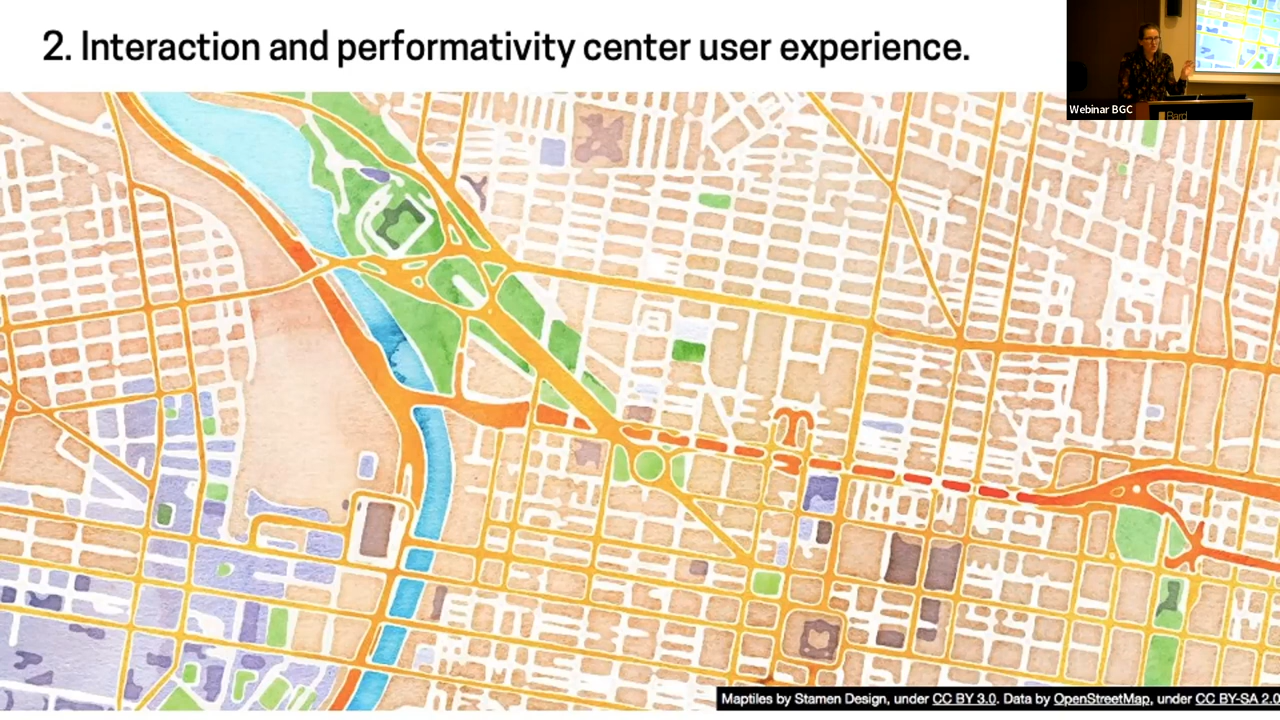 2. Interaction and performativity center user experience.
Webinar BGC
Bard
Maptiles by Stamen Design, under CC BY 3.0. Data by OpenStreetMap, under CC BY-SA 2.0